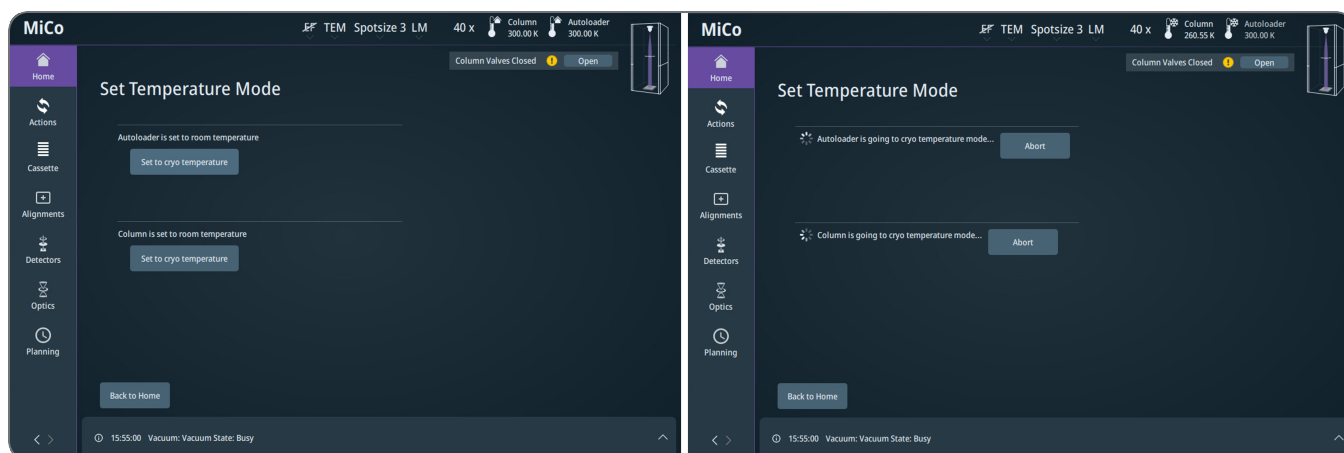 MiCo
EF TEM Spotsize 3 LM 40 x Column 300.00 K Autoloader 300.00 K
Column Valves Closed Open
Home
Actions
Cassette
Alignments
Detectors
Optics
Planning
Set Temperature Mode
Autoloader is set to room temperature
Set to cryo temperature
Column is set to room temperature
Set to cryo temperature
Back to Home
15:55:00 Vacuum: Vacuum State: Busy
MiCo
EF TEM Spotsize 3 LM 40 x Column 260.55 K Autoloader 300.00 K
Column Valves Closed Open
Home
Actions
Cassette
Alignments
Detectors
Optics
Planning
Set Temperature Mode
Autoloader is going to cryo temperature mode... Abort
Column is going to cryo temperature mode... Abort
Back to Home
15:55:00 Vacuum: Vacuum State: Busy